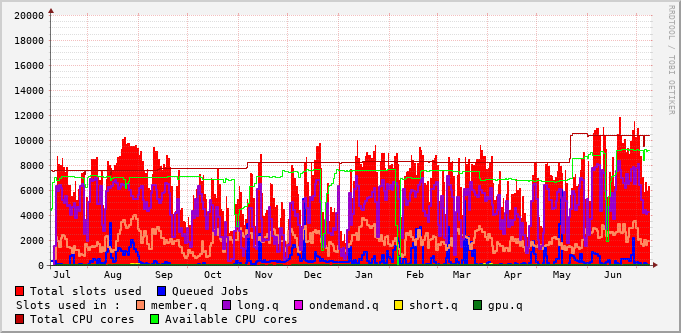 20000
18000
16000
14000
12000
10000
8000
6000
4000
2000
0
Jul Aug Sep Oct Nov Dec Jan Feb Mar Apr May Jun
RRDTOOL / TOBI OETIKER
Total slots used Queued Jobs
Slots used in : member.q long.q ondemand.q short.q gpu.q
Total CPU cores Available CPU cores